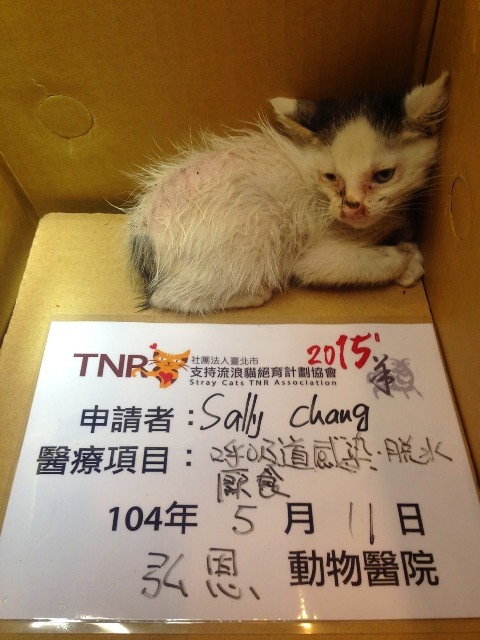 TNR 社團法人臺北市
支持流浪貓絕育計劃協會
Stray Cats TNR Association
2015' 羊
申請者：Sally chang
醫療項目：呼吸道感染.脫水
厭食
104年 5 月 11 日
弘恩 動物醫院